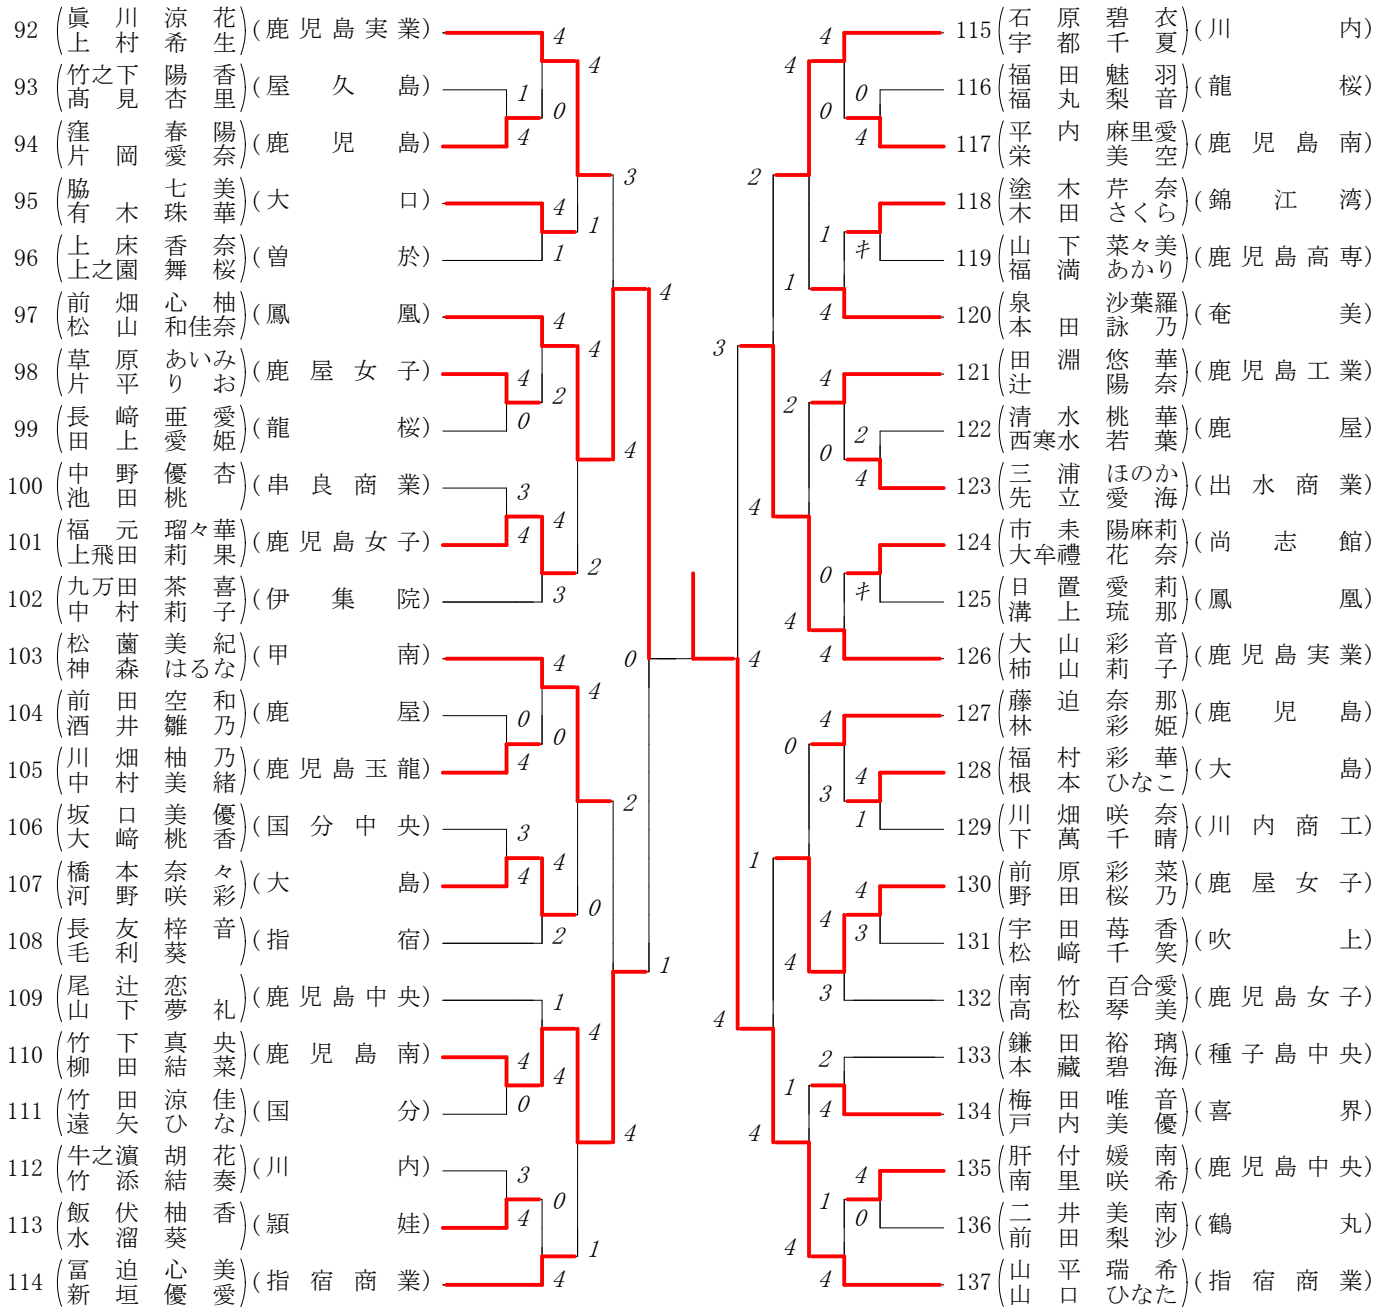 92 眞川涼花 上村希生 (鹿児島実業)
93 竹之下陽香 髙見杏里 (屋久島)
94 窪春陽 片岡愛奈 (鹿児島)
95 脇七美 有木珠華 (大口)
96 上床香奈 上之園舞桜 (曽於)
97 前畑心柚 松山和佳奈 (鳳凰)
98 草原あいみ 片平りお (鹿屋女子)
99 長﨑亜愛 田上愛姫 (龍桜)
100 中野優杏 池田桃 (串良商業)
101 福元瑠々華 上飛田莉果 (鹿児島女子)
102 九万田茶喜 中村莉子 (伊集院)
103 松薗美紀 神森はるな (甲南)
104 前田空和 酒井雛乃 (鹿屋)
105 川畑柚乃 中村美緒 (鹿児島玉龍)
106 坂口美優 大﨑桃香 (国分中央)
107 橋本奈々 河野咲彩 (大島)
108 長友梓音 毛利葵 (指宿)
109 尾辻恋 山下夢礼 (鹿児島中央)
110 竹下真央 柳田結菜 (鹿児島南)
111 竹田涼佳 遠矢ひな (国分)
112 牛之濵胡花 竹添結奏 (川内)
113 飯伏柚香 水溜葵 (頴娃)
114 冨迫心美 新垣優愛 (指宿商業)
4 4 1 0 4 3 4 1 1 4 4 4 4 2 0 4 3 4 4 2 3 0
4 4 0 0 4 2 3 4 4 0 2 1 1 4 4 4 0 4 3 0 4 1 4
115 石原碧衣 宇都千夏 (川内)
116 福田魅羽 福丸梨音 (龍桜)
117 平内麻里愛 栄美空 (鹿児島南)
118 塗木芹奈 木田さくら (錦江湾)
119 山下菜々美 福満あかり (鹿児島高専)
120 泉沙葉羅 本田詠乃 (奄美)
121 田淵悠華 辻陽奈 (鹿児島工業)
122 清水桃華 西寒水若葉 (鹿屋)
123 三浦ほのか 先立愛海 (出水商業)
124 市耒陽麻莉 大牟禮花奈 (尚志館)
125 日置愛莉 溝上琉那 (鳳凰)
126 大山彩音 柿山莉子 (鹿児島実業)
127 藤迫奈那 林彩姫 (鹿児島)
128 福村彩華 根本ひなこ (大島)
129 川畑咲奈 下萬千晴 (川内商工)
130 前原彩菜 野田桜乃 (鹿屋女子)
131 宇田苺香 松﨑千笑 (吹上)
132 南竹百合愛 高松琴美 (鹿児島女子)
133 鎌田裕璃 本藏碧海 (種子島中央)
134 梅田唯音 戸内美優 (喜界)
135 肝付媛南 南里咲希 (鹿児島中央)
136 二井美南 前田梨沙 (鶴丸)
137 山平瑞希 山口ひなた (指宿商業)
4 4 0 0 4 2 1 キ 1 4 3 4 2 2 0 4 4 0 キ 4 4 4
4 0 4 3 1 1 4 4 3 4 3 4 2 1 4 4 4 1 0 4 4